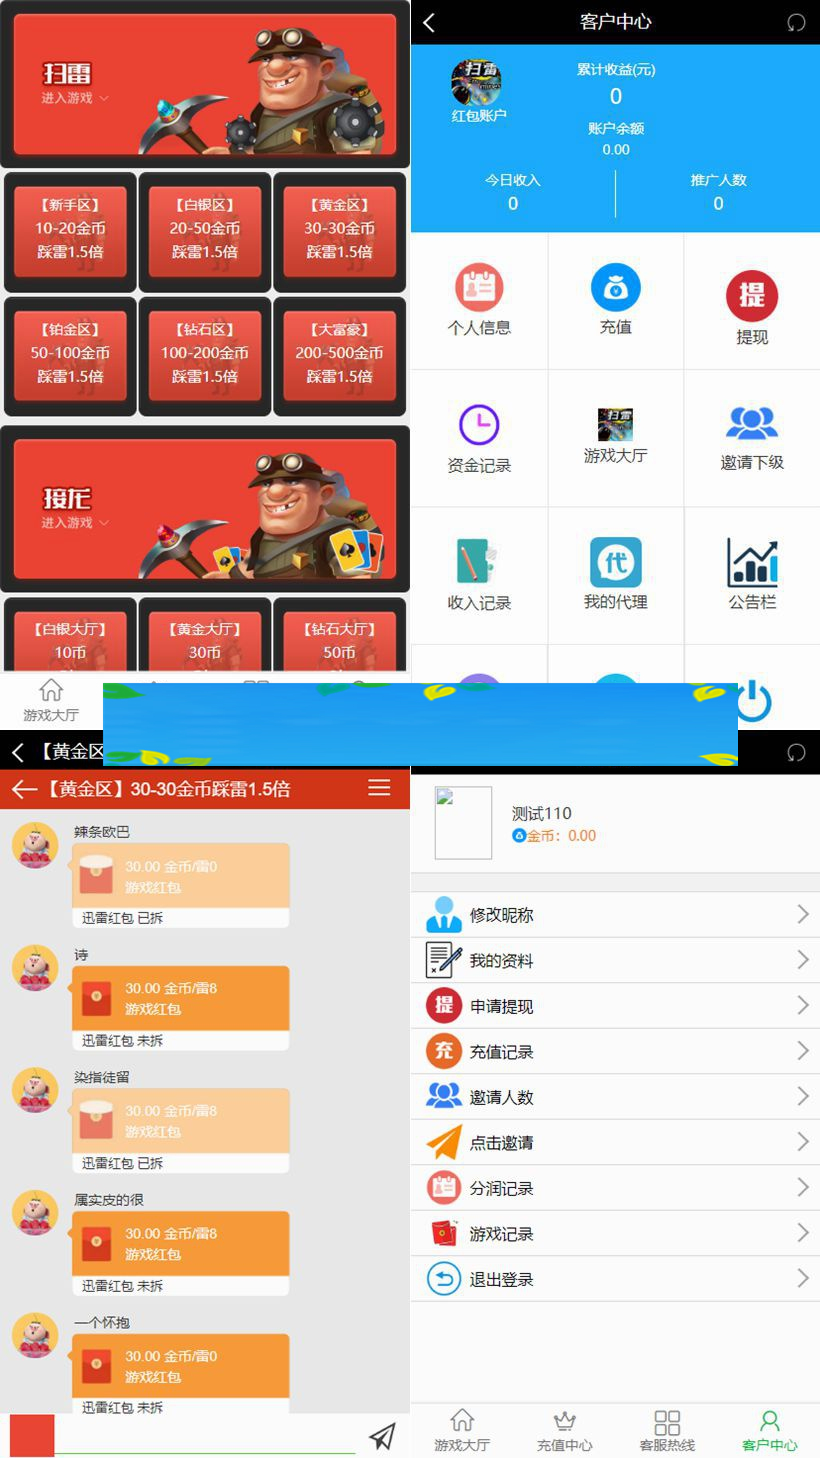 扫雷
进入游戏
【新手区】
10-20金币
踩雷1.5倍
【白银区】
20-50金币
踩雷1.5倍
【黄金区】
30-30金币
踩雷1.5倍
【铂金区】
50-100金币
踩雷1.5倍
【钻石区】
100-200金币
踩雷1.5倍
【大富豪】
200-500金币
踩雷1.5倍
接龙
进入游戏
【白银大厅】
10币
【黄金大厅】
30币
【钻石大厅】
50币
游戏大厅
客户中心
扫雷
红包账户
累计收益(元)
0
账户余额
0.00
今日收入
0
推广人数
0
个人信息
充值
提
提现
资金记录
扫雷
游戏大厅
邀请下级
收入记录
代
我的代理
公告栏
【黄金区
【黄金区】30-30金币踩雷1.5倍
辣条欧巴
30.00 金币/雷0
游戏红包
迅雷红包 已拆
诗
30.00 金币/雷8
游戏红包
迅雷红包 未拆
染指徒留
30.00 金币/雷8
游戏红包
迅雷红包 已拆
属实皮的很
30.00 金币/雷8
游戏红包
迅雷红包 未拆
一个怀抱
30.00 金币/雷0
游戏红包
迅雷红包 未拆
测试110
金币：0.00
修改昵称
我的资料
提 申请提现
充 充值记录
邀请人数
点击邀请
分润记录
游戏记录
退出登录
游戏大厅
充值中心
客服热线
客户中心